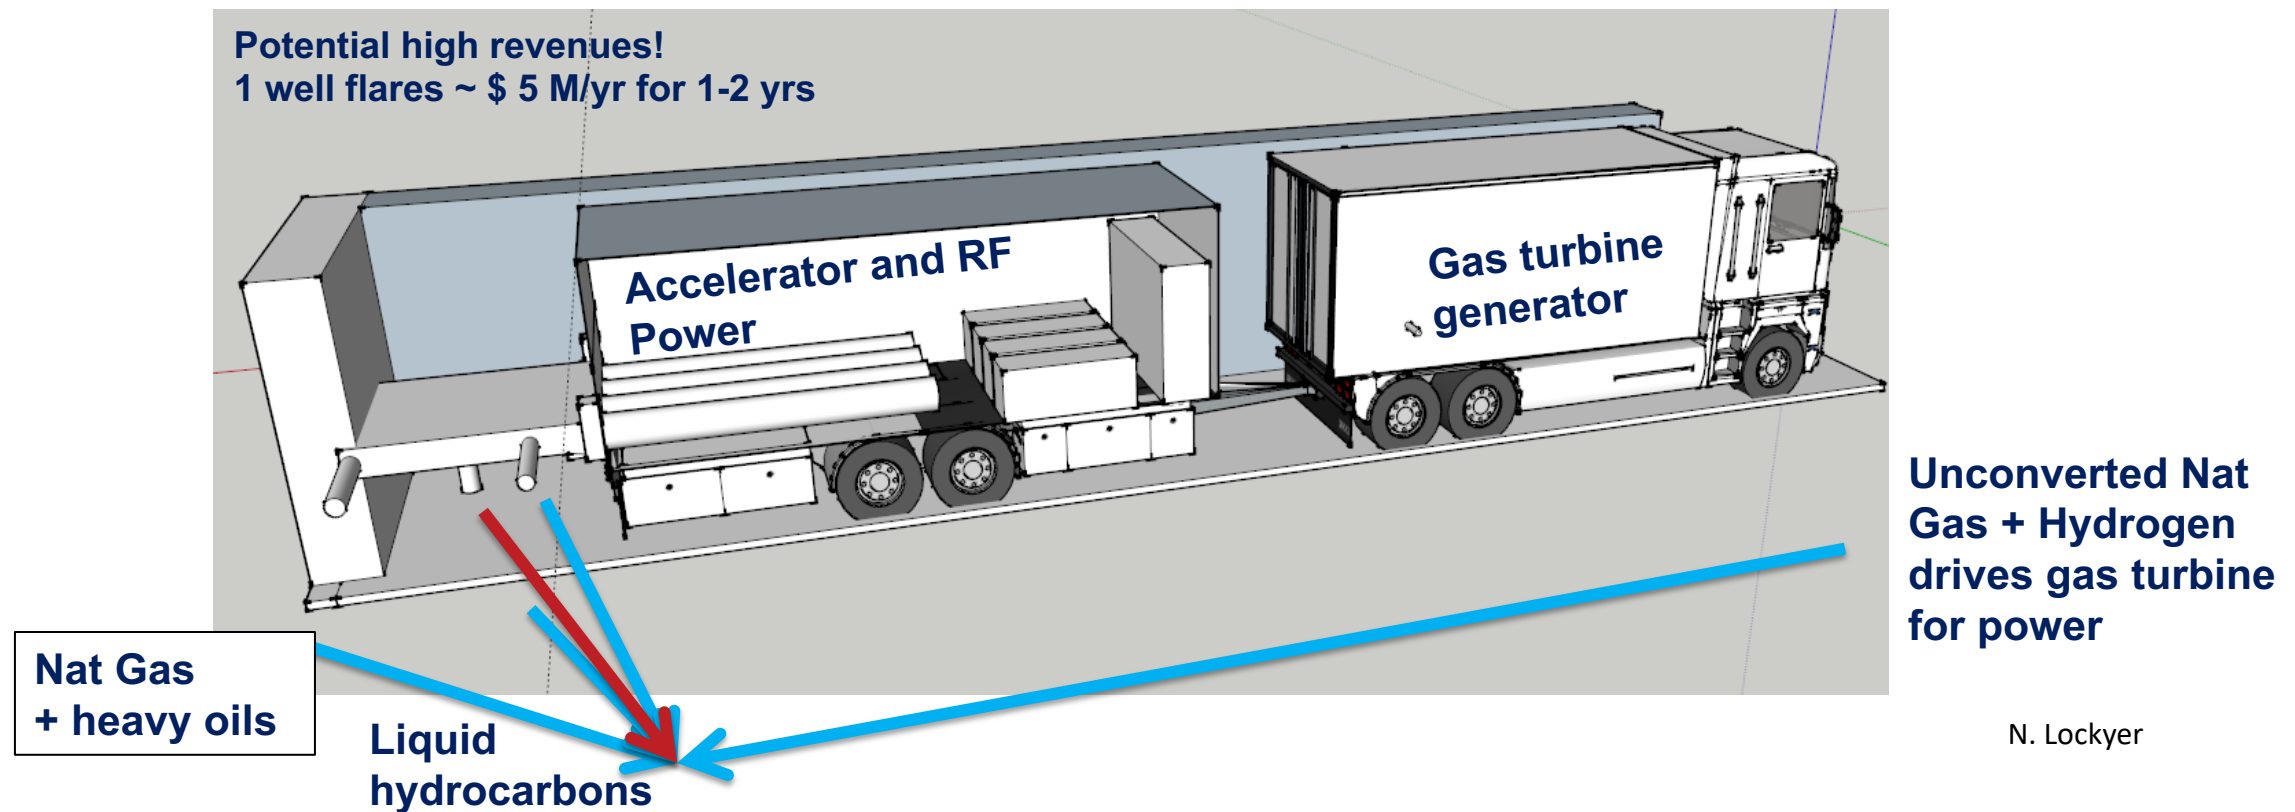 Potential high revenues!
1 well flares ~ $ 5 M/yr for 1-2 yrs
Accelerator and RF
Power
Gas turbine
generator
Unconverted Nat
Gas + Hydrogen
drives gas turbine
for power
Nat Gas
+ heavy oils
Liquid
hydrocarbons
N. Lockyer